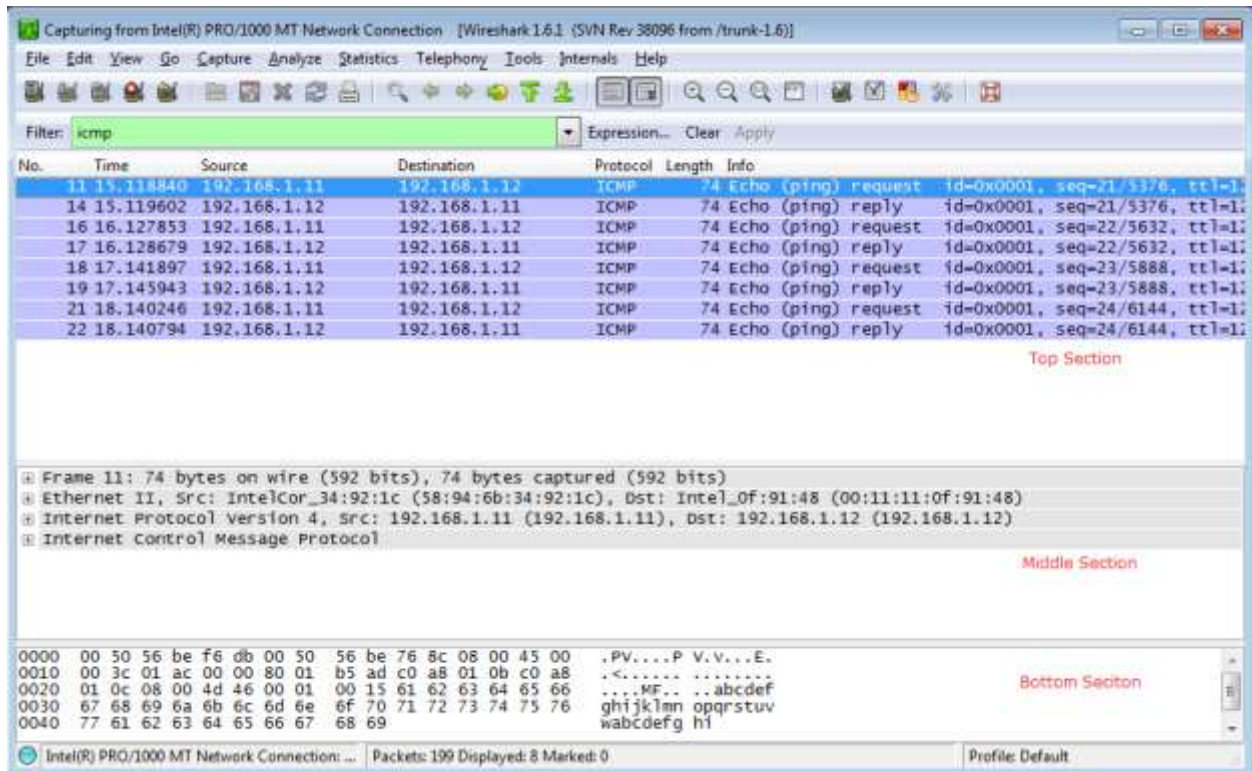 Capturing from Intel(R) PRO/1000 MT Network Connection [Wireshark 1.6.1 (SVN Rev 38096 from /trunk-1.6)]
File Edit View Go Capture Analyze Statistics Telephony Tools Internals Help
Filter: icmp Expression... Clear Apply
No. Time Source Destination Protocol Length Info
11 15.118840 192.168.1.11 192.168.1.12 ICMP 74 Echo (ping) request id=0x0001, seq=21/5376, ttl=1
14 15.119602 192.168.1.12 192.168.1.11 ICMP 74 Echo (ping) reply id=0x0001, seq=21/5376, ttl=12
16 16.127853 192.168.1.11 192.168.1.12 ICMP 74 Echo (ping) request id=0x0001, seq=22/5632, ttl=12
17 16.128679 192.168.1.12 192.168.1.11 ICMP 74 Echo (ping) reply id=0x0001, seq=22/5632, ttl=12
18 17.141897 192.168.1.11 192.168.1.12 ICMP 74 Echo (ping) request id=0x0001, seq=23/5888, ttl=12
19 17.145943 192.168.1.12 192.168.1.11 ICMP 74 Echo (ping) reply id=0x0001, seq=23/5888, ttl=12
21 18.140246 192.168.1.11 192.168.1.12 ICMP 74 Echo (ping) request id=0x0001, seq=24/6144, ttl=12
22 18.140794 192.168.1.12 192.168.1.11 ICMP 74 Echo (ping) reply id=0x0001, seq=24/6144, ttl=12
Top Section
Frame 11: 74 bytes on wire (592 bits), 74 bytes captured (592 bits)
Ethernet II, Src: IntelCor_34:92:1c (58:94:6b:34:92:1c), Dst: Intel_0f:91:48 (00:11:11:0f:91:48)
Internet Protocol Version 4, Src: 192.168.1.11 (192.168.1.11), Dst: 192.168.1.12 (192.168.1.12)
Internet Control Message Protocol
Middle Section
0000 00 50 56 be f6 db 00 50 56 be 76 8c 08 00 45 00 .PV....P V.v...E.
0010 00 3c 01 ac 00 00 80 01 b5 ad c0 a8 01 0b c0 a8 .<...... ........
0020 01 0c 08 00 4d 46 00 01 00 15 61 62 63 64 65 66 ....MF.. ..abcdef
0030 67 68 69 6a 6b 6c 6d 6e 6f 70 71 72 73 74 75 76 ghijklmn opqrstuv
0040 77 61 62 63 64 65 66 67 68 69 wabcdefg hi
Bottom Seciton
Intel(R) PRO/1000 MT Network Connection: ... Packets: 199 Displayed: 8 Marked: 0 Profile: Default